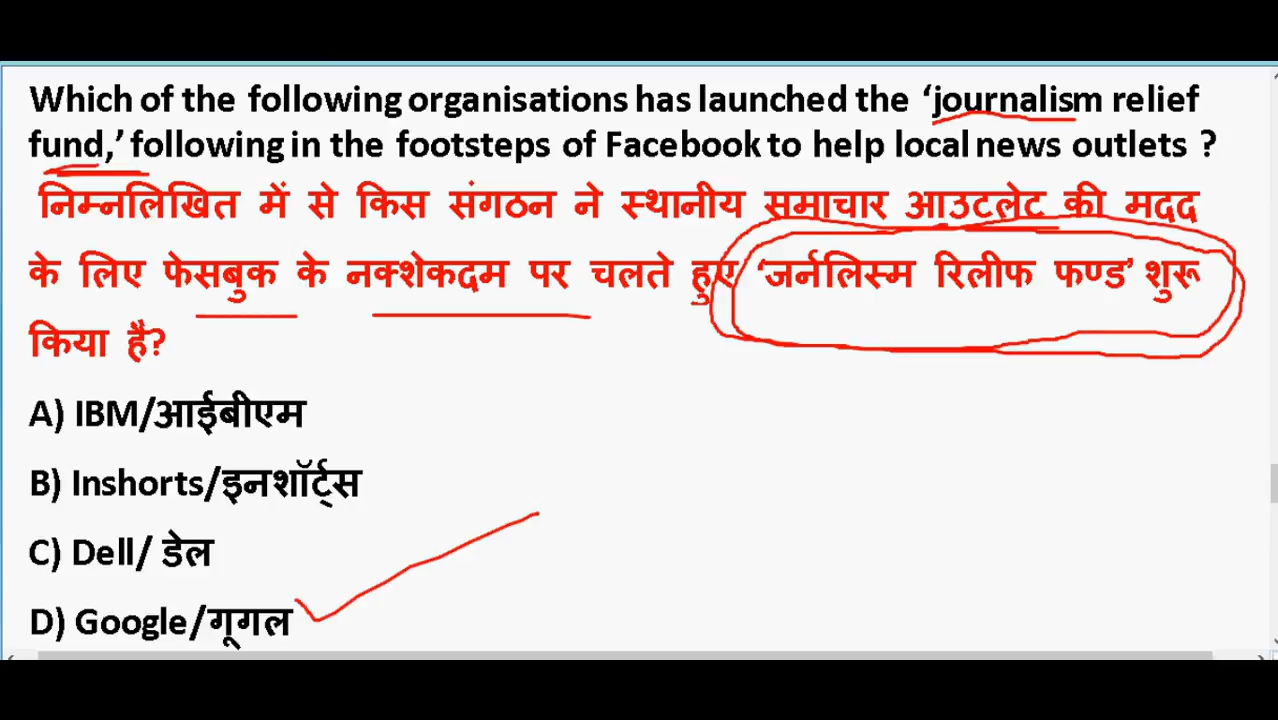 Which of the following organisations has launched the ‘journalism relief
fund,’ following in the footsteps of Facebook to help local news outlets ?
निम्नलिखित में से किस संगठन ने स्थानीय समाचार आउटलेट की मदद
के लिए फेसबुक के नक्शेकदम पर चलते हुए ‘जर्नलिस्म रिलीफ फण्ड’ शुरू
किया है?
A) IBM/आईबीएम
B) Inshorts/इनशॉर्ट्स
C) Dell/ डेल
D) Google/गूगल